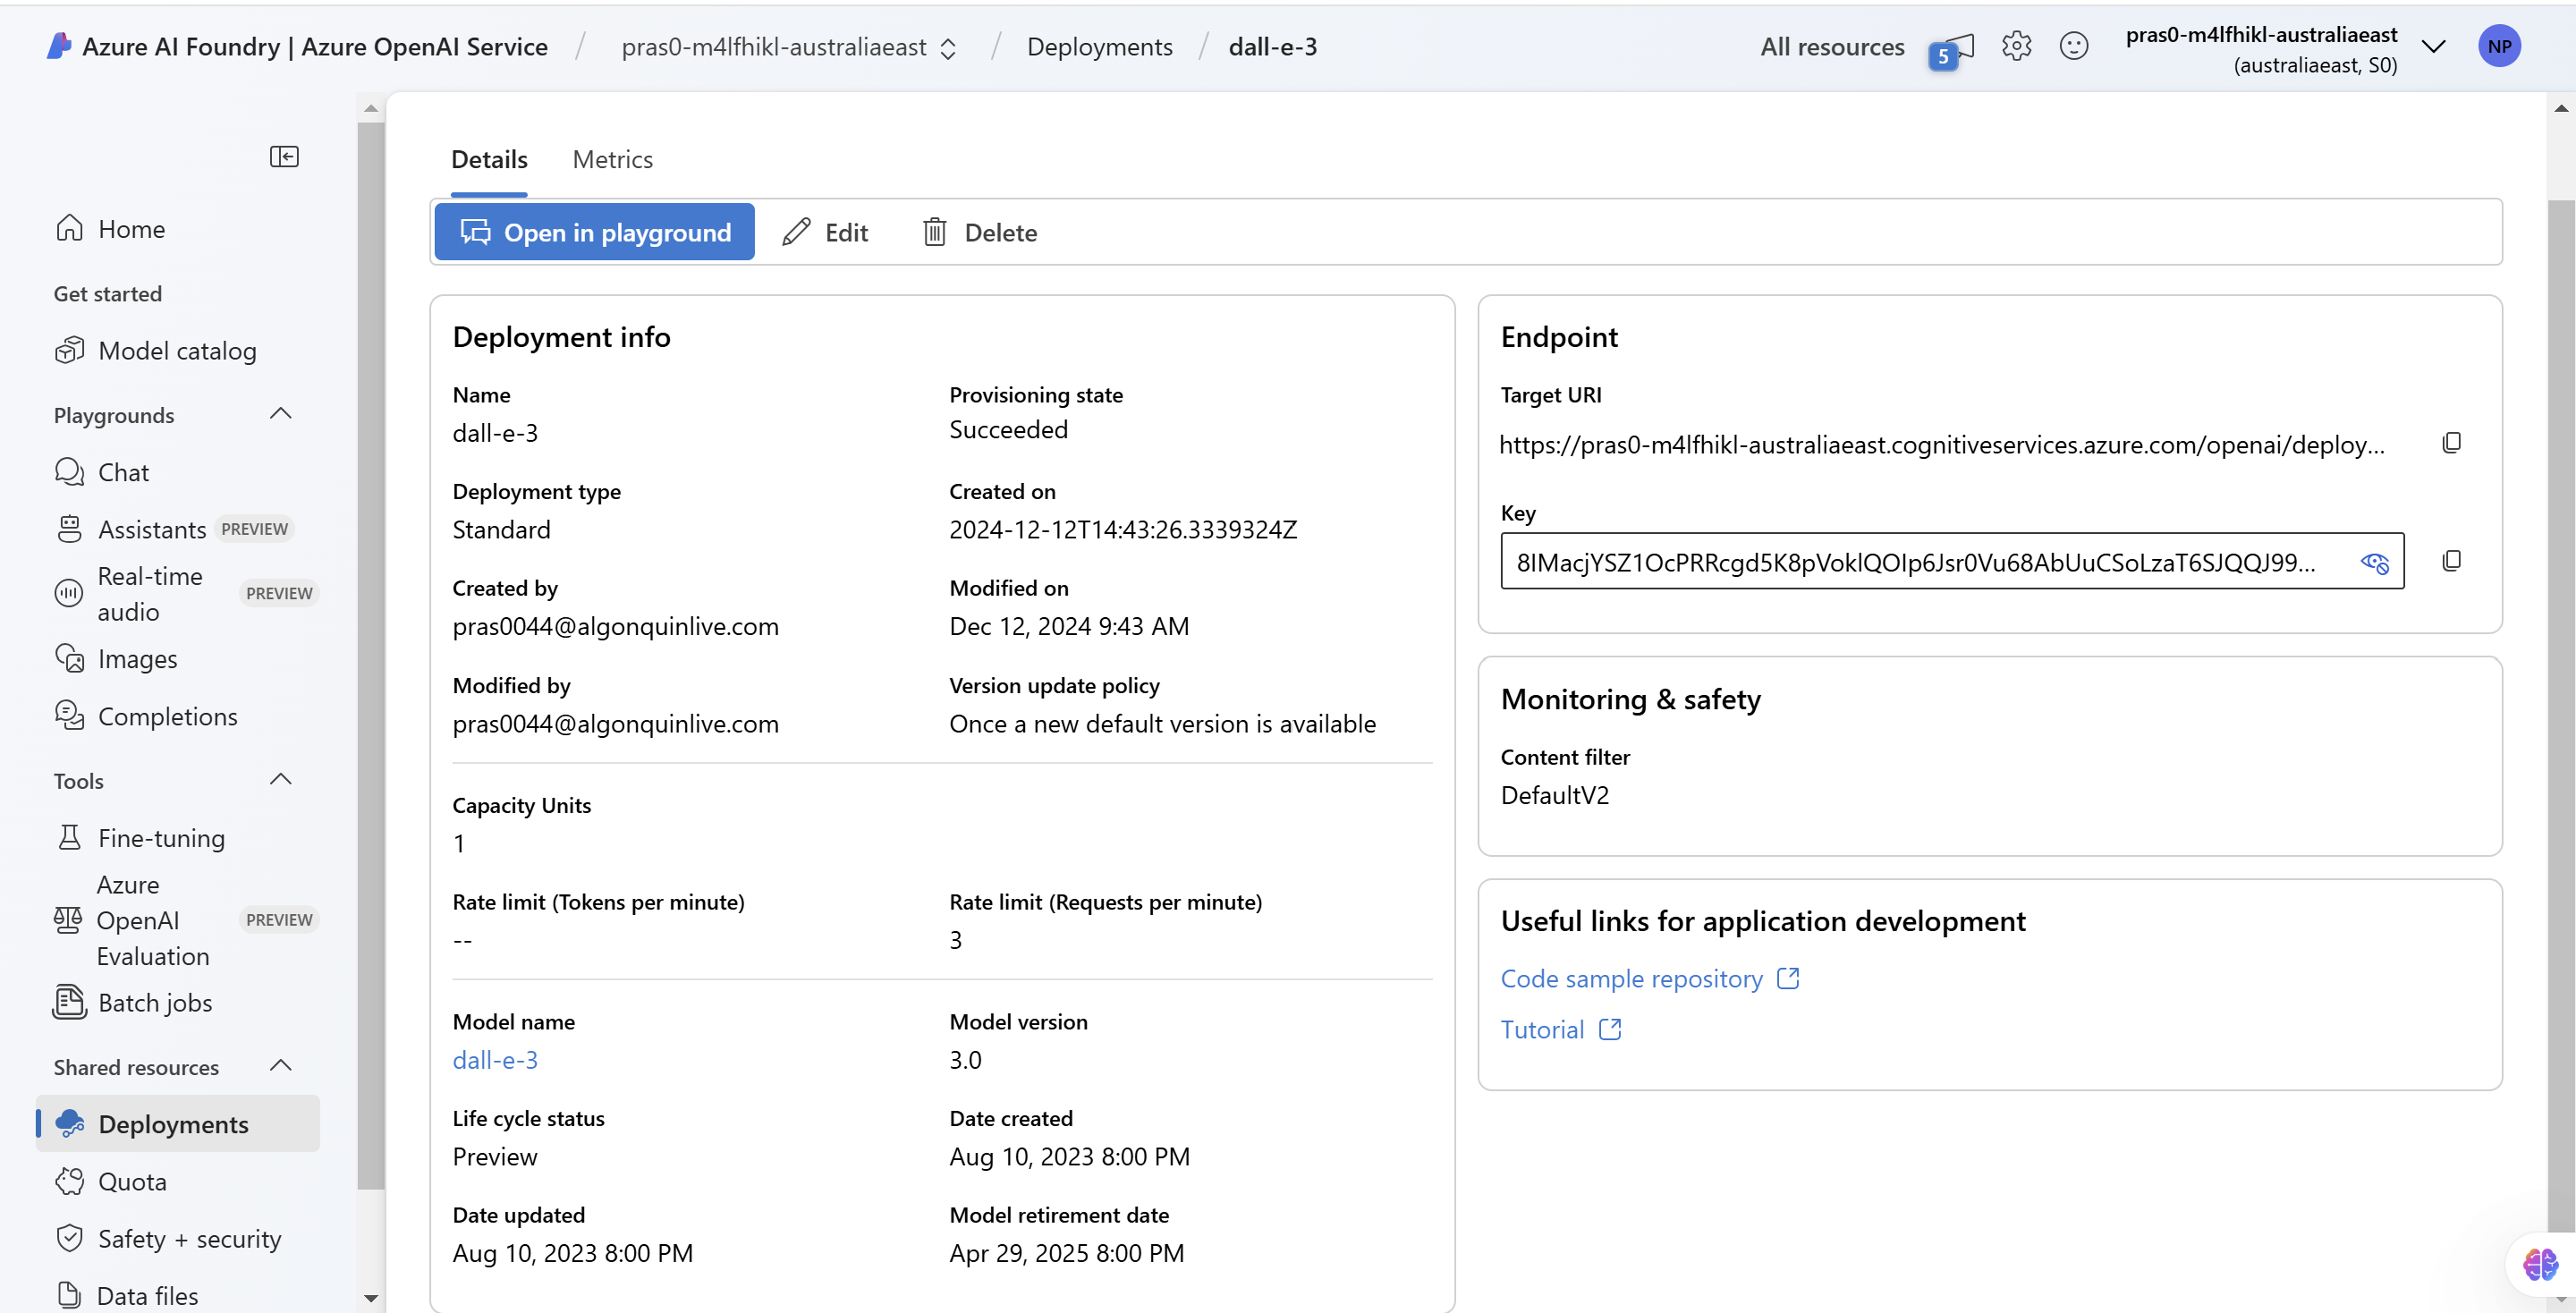 Azure AI Foundry | Azure OpenAI Service / pras0-m4lfhikl-australiaeast / Deployments / dall-e-3
All resources
5
pras0-m4lfhikl-australiaeast
(australiaeast, S0)
NP
Home
Get started
Model catalog
Playgrounds
Chat
Assistants PREVIEW
Real-time
audio
PREVIEW
Images
Completions
Tools
Fine-tuning
Azure
OpenAI
Evaluation
PREVIEW
Batch jobs
Shared resources
Deployments
Quota
Safety + security
Data files
Details Metrics
Open in playground Edit Delete
Deployment info
Name
dall-e-3
Provisioning state
Succeeded
Deployment type
Standard
Created on
2024-12-12T14:43:26.3339324Z
Created by
pras0044@algonquinlive.com
Modified on
Dec 12, 2024 9:43 AM
Modified by
pras0044@algonquinlive.com
Version update policy
Once a new default version is available
Capacity Units
1
Rate limit (Tokens per minute)
--
Rate limit (Requests per minute)
3
Model name
dall-e-3
Model version
3.0
Life cycle status
Preview
Date created
Aug 10, 2023 8:00 PM
Date updated
Aug 10, 2023 8:00 PM
Model retirement date
Apr 29, 2025 8:00 PM
Endpoint
Target URI
https://pras0-m4lfhikl-australiaeast.cognitiveservices.azure.com/openai/deploy...
Key
Monitoring & safety
Content filter
DefaultV2
Useful links for application development
Code sample repository
Tutorial